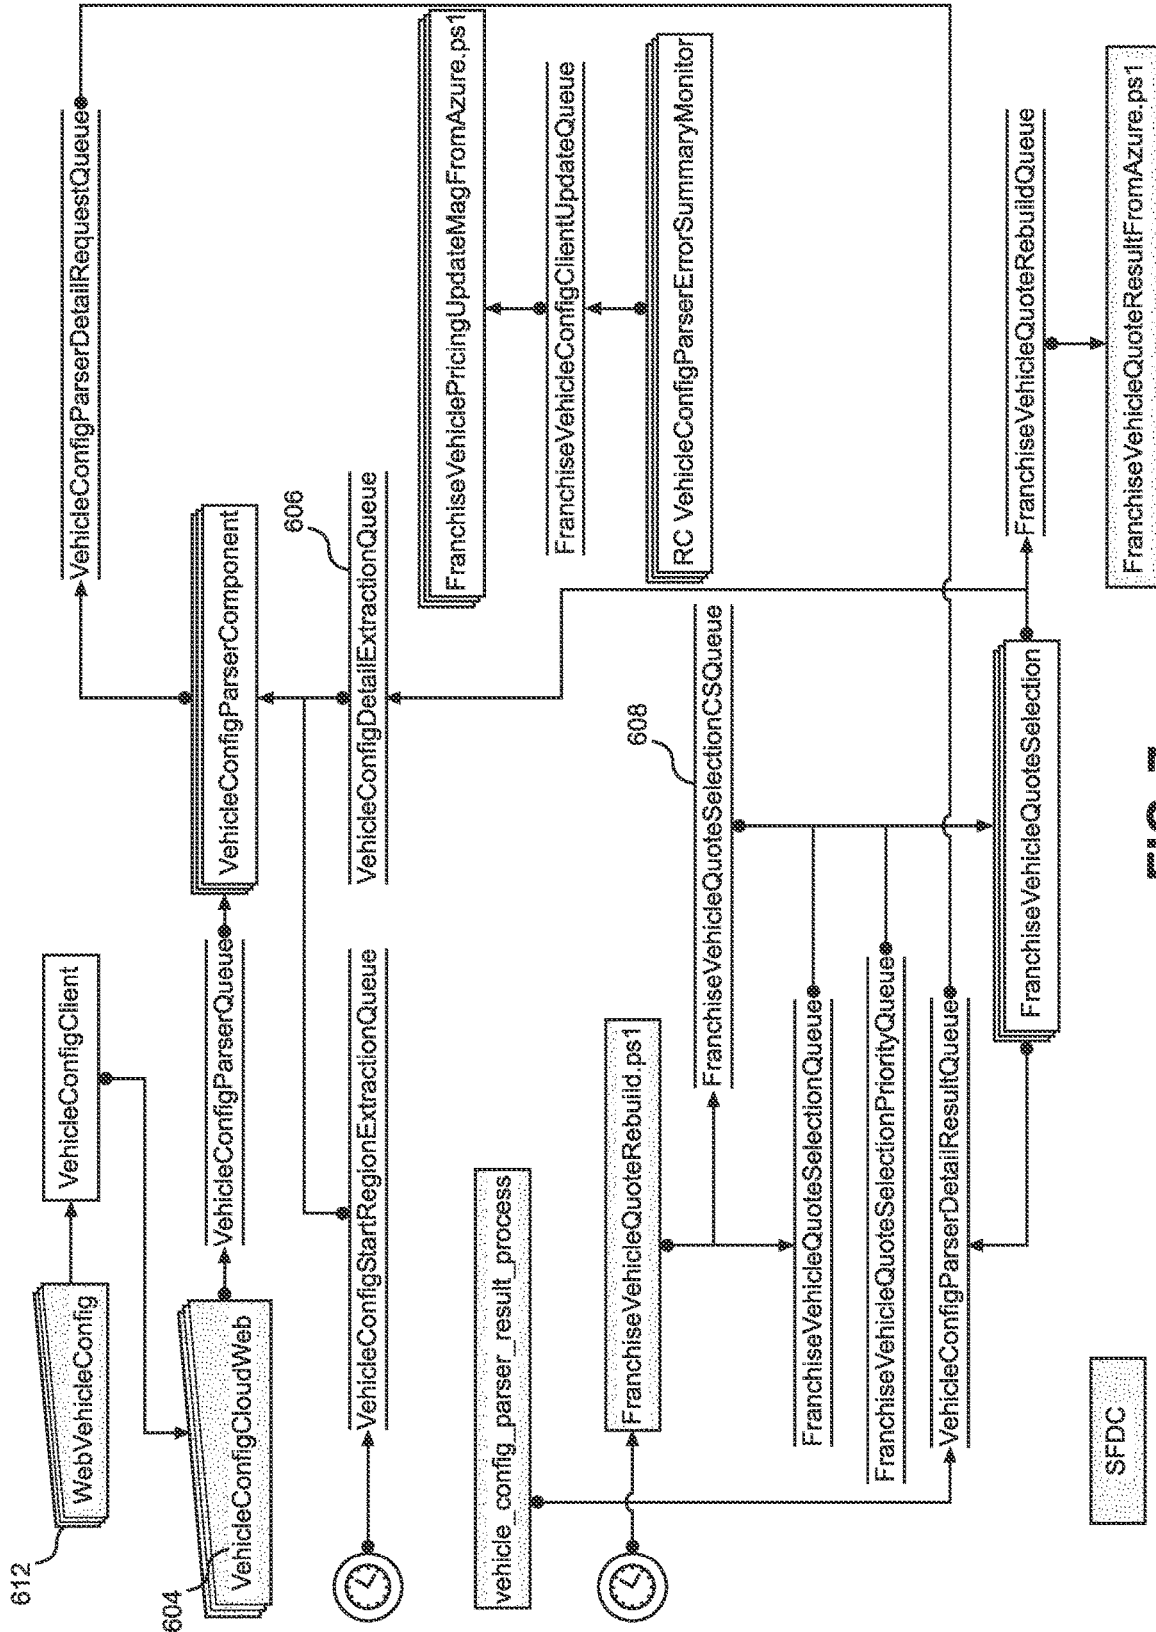 612
WebVehicleConfig
VehicleConfigClient
604
VehicleConfigCloudWeb
VehicleConfigParserQueue
VehicleConfigParserComponent
VehicleConfigParserDetailRequestQueue
VehicleConfigStartRegionExtractionQueue
VehicleConfigDetailExtractionQueue
606
FranchiseVehiclePricingUpdateMagFromAzure.ps1
FranchiseVehicleConfigClientUpdateQueue
RC VehicleConfigParserErrorSummaryMonitor
vehicle_config_parser_result_process
FranchiseVehicleQuoteRebuild.ps1
FranchiseVehicleQuoteSelectionCSQueue
608
FranchiseVehicleQuoteSelectionQueue
FranchiseVehicleQuoteSelectionPriorityQueue
VehicleConfigParserDetailResultQueue
FranchiseVehicleQuoteSelection
FranchiseVehicleQuoteRebuildQueue
FranchiseVehicleQuoteResultFromAzure.ps1
SFDC